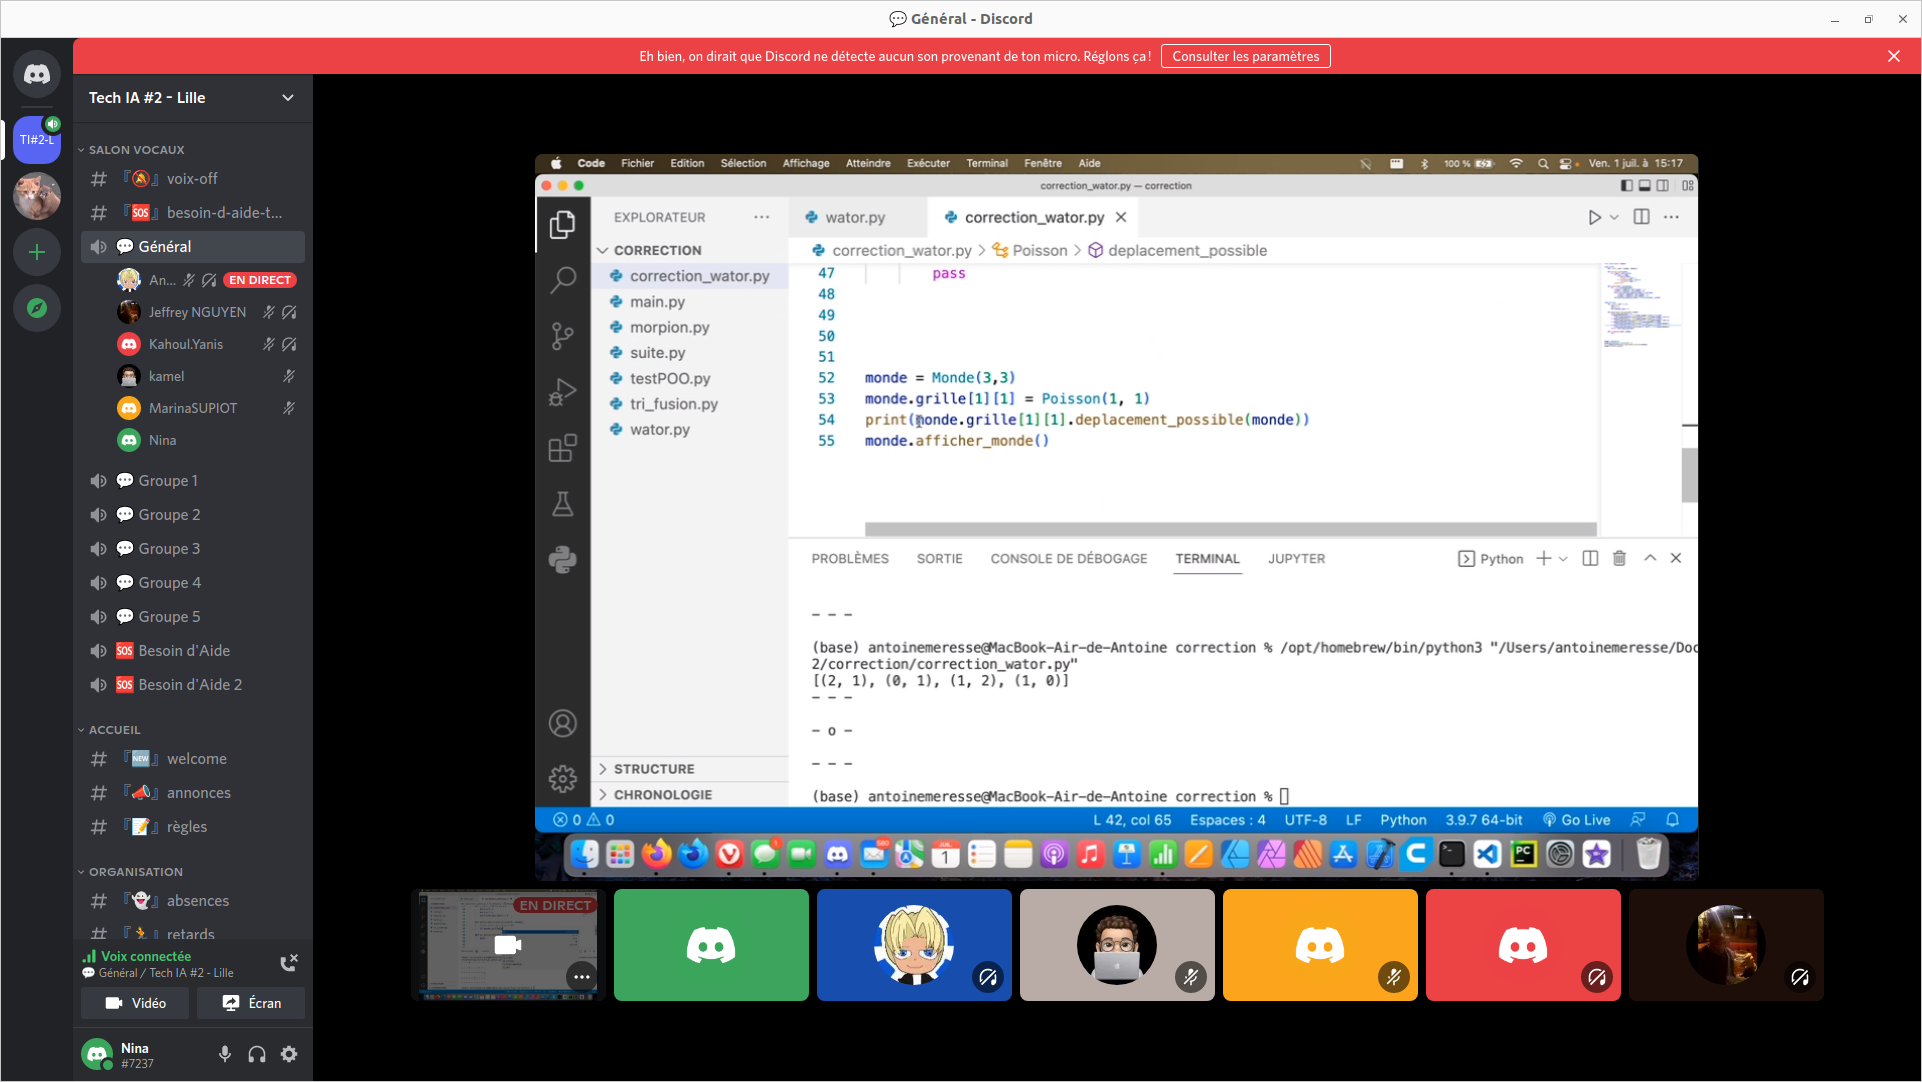 💬 Général - Discord
Eh bien, on dirait que Discord ne détecte aucun son provenant de ton micro. Réglons ça !
Consulter les paramètres
Tech IA #2 - Lille
TI#2-L
SALON VOCAUX
『🔕』voix-off
『🆘』besoin-d-aide-t...
💬 Général
An... EN DIRECT
Jeffrey NGUYEN
Kahoul.Yanis
kamel
MarinaSUPIOT
Nina
💬 Groupe 1
💬 Groupe 2
💬 Groupe 3
💬 Groupe 4
💬 Groupe 5
🆘 Besoin d'Aide
🆘 Besoin d'Aide 2
ACCUEIL
『🆕』welcome
『📣』annonces
『📝』règles
ORGANISATION
『👻』absences
『🏃』retards
Voix connectée
💬 Général / Tech IA #2 - Lille
Vidéo
Écran
Nina
#7237
Code Fichier Edition Sélection Affichage Atteindre Exécuter Terminal Fenêtre Aide 100 % Ven. 1 juil. à 15:17
correction_wator.py — correction
EXPLORATEUR
CORRECTION
correction_wator.py
main.py
morpion.py
suite.py
testPOO.py
tri_fusion.py
wator.py
STRUCTURE
CHRONOLOGIE
wator.py correction_wator.py
correction_wator.py > Poisson > deplacement_possible
47 pass
48
49
50
51
52 monde = Monde(3,3)
53 monde.grille[1][1] = Poisson(1, 1)
54 print(monde.grille[1][1].deplacement_possible(monde))
55 monde.afficher_monde()
PROBLÈMES SORTIE CONSOLE DE DÉBOGAGE TERMINAL JUPYTER Python
- - -
(base) antoinemeresse@MacBook-Air-de-Antoine correction % /opt/homebrew/bin/python3 "/Users/antoinemeresse/Doc
2/correction/correction_wator.py"
[(2, 1), (0, 1), (1, 2), (1, 0)]
- - -
- o -
- - -
(base) antoinemeresse@MacBook-Air-de-Antoine correction %
0 0 L 42, col 65 Espaces : 4 UTF-8 LF Python 3.9.7 64-bit Go Live
1
PC
EN DIRECT